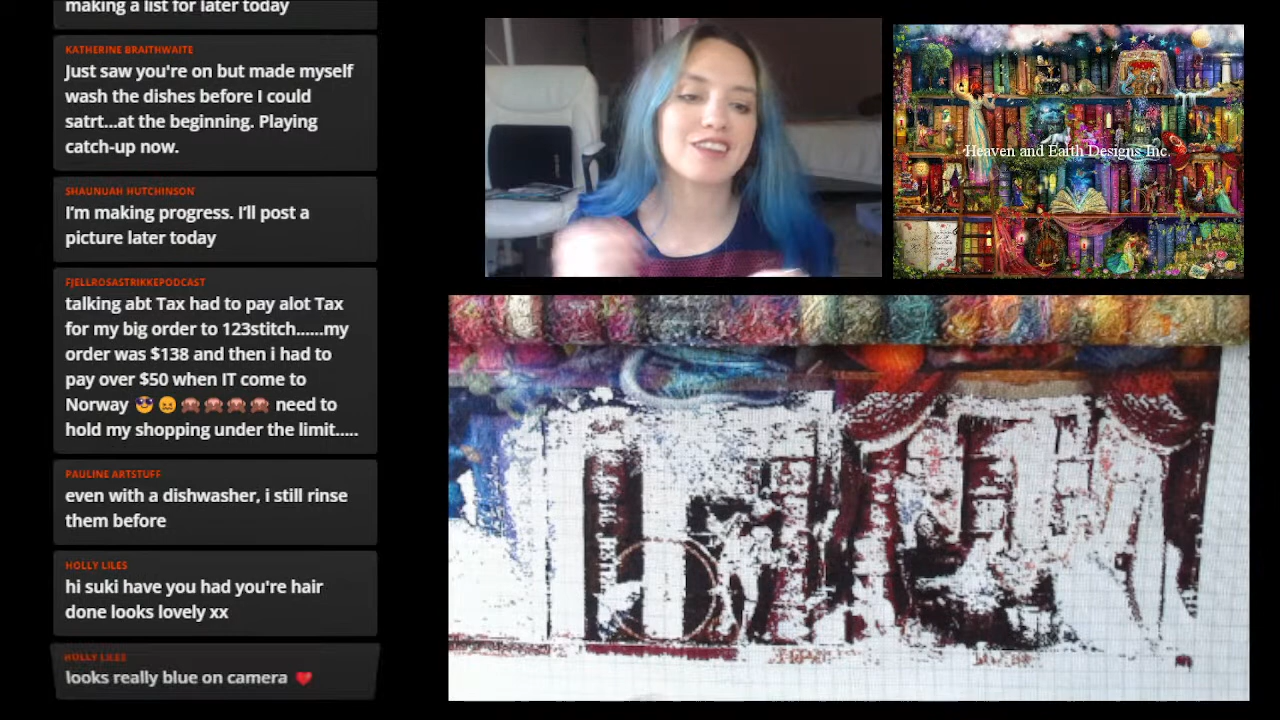 making a list for later today
KATHERINE BRAITHWAITE
Just saw you're on but made myself
wash the dishes before I could
satrt...at the beginning. Playing
catch-up now.
SHAUNUAH HUTCHINSON
I'm making progress. I'll post a
picture later today
FJELLROSASTRIKKEPODCAST
talking abt Tax had to pay alot Tax
for my big order to 123stitch......my
order was $138 and then i had to
pay over $50 when IT come to
Norway 😎😖🙈🙈🙈🙈 need to
hold my shopping under the limit.....
PAULINE ARTSTUFF
even with a dishwasher, i still rinse
them before
HOLLY LILES
hi suki have you had you're hair
done looks lovely xx
HOLLY LILES
looks really blue on camera ❤️
Heaven and Earth Designs Inc.